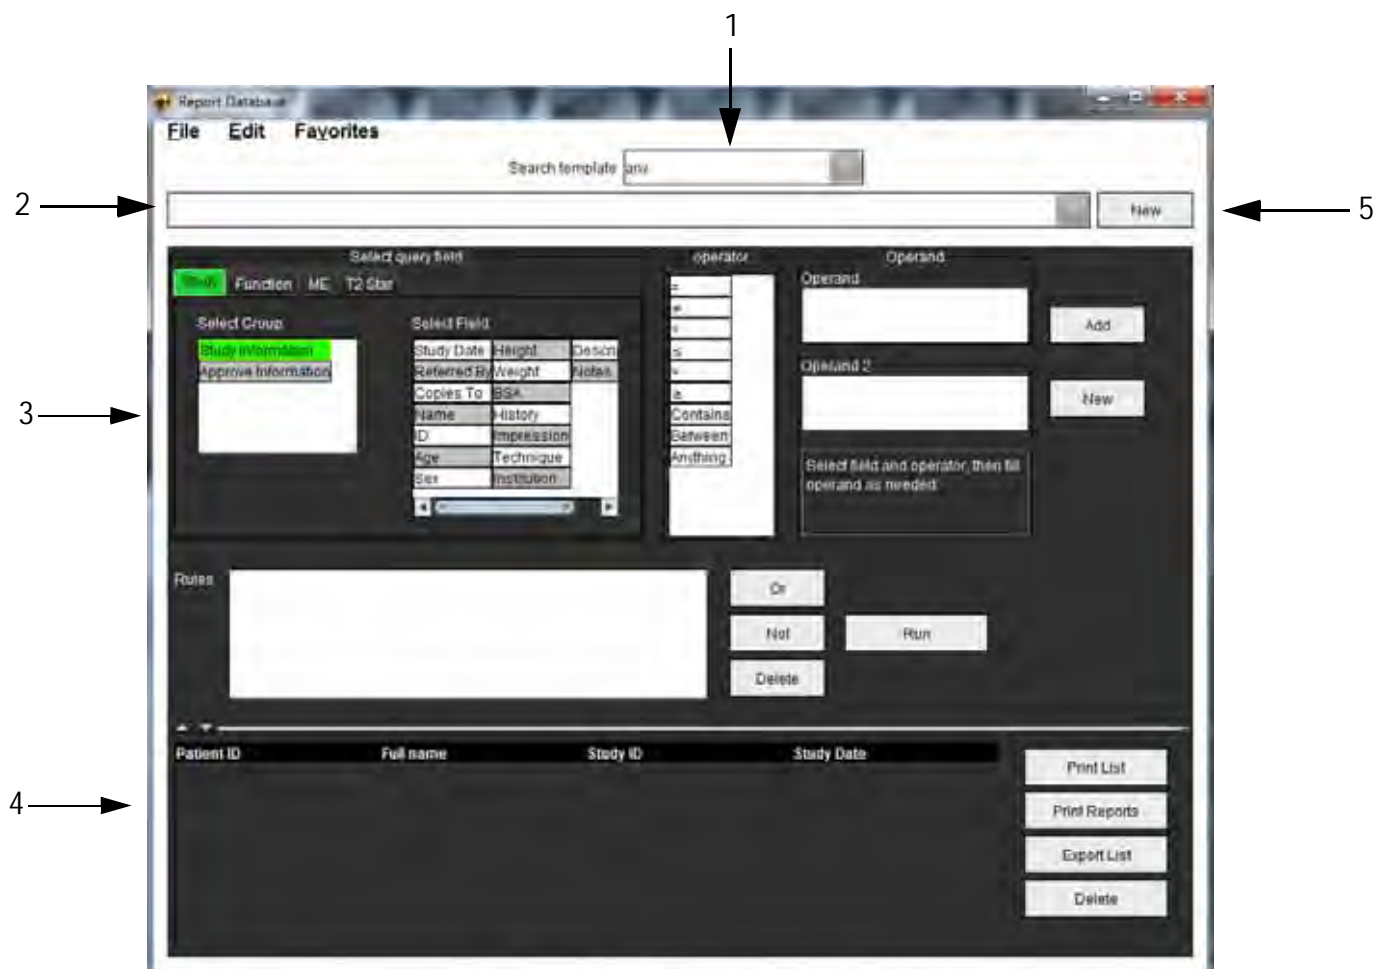 1
Report Database
File Edit Favorites
Search template any
2
New
5
Select query field
operator
Operand
Study Function ME T2 Star
Operand
Select Group
Select Field
=
≠
<
≤
>
≥
Contains
Between
Anything
Add
Study Information
Approve Information
Study Date Height Descri
Referred By Weight Notes
Copies To BSA
Name History
ID Impression
Age Technique
Sex Institution
Operand 2
New
3
Select field and operator, then fill
operand as needed
Rules
Or
Not Run
Delete
Patient ID Full name Study ID Study Date
Print List
4
Print Reports
Export List
Delete